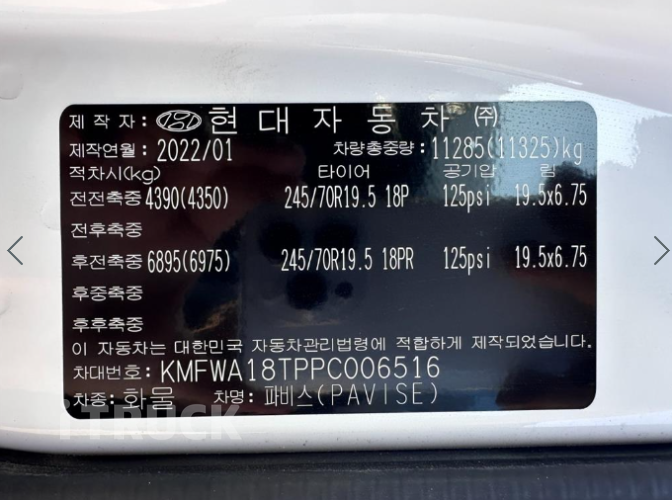 제 작 자: 현 대 자 동 차 ㈜
제작연월: 2022/01 차량총중량: 11285(11325)kg
적차시(kg) 타이어 공기압 림
전전축중 4390(4350) 245/70R19.5 18P 125psi 19.5x6.75
전후축중
후전축중 6895(6975) 245/70R19.5 18PR 125psi 19.5x6.75
후중축중
후후축중
이 자동차는 대한민국 자동차관리법령에 적합하게 제작되었습니다.
차대번호: KMFWA18TPPC006516
차종: 화물 차명: 파비스(PAVISE)
iTRUCK